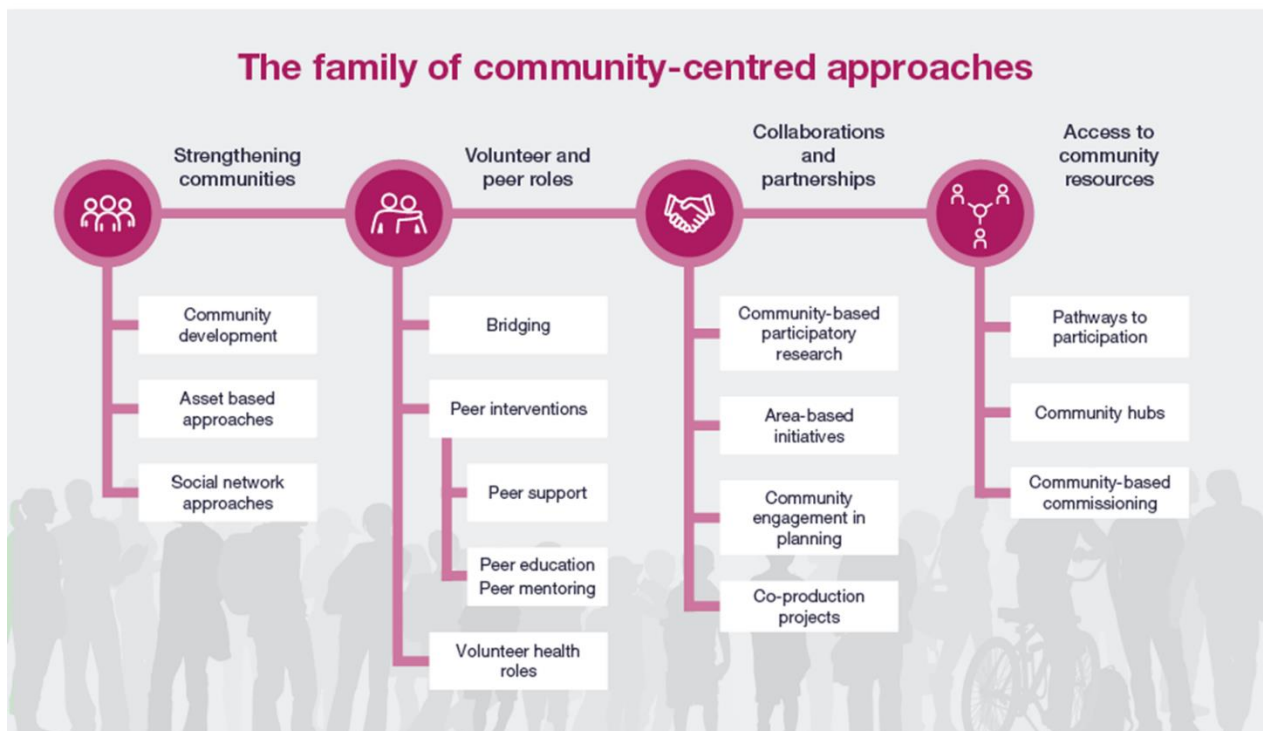 The family of community-centred approaches
Strengthening
communities
Community
development
Asset based
approaches
Social network
approaches
Volunteer and
peer roles
Bridging
Peer interventions
Peer support
Peer education
Peer mentoring
Volunteer health
roles
Collaborations
and
partnerships
Community-based
participatory
research
Area-based
initiatives
Community
engagement in
planning
Co-production
projects
Access to
community
resources
Pathways to
participation
Community hubs
Community-based
commissioning